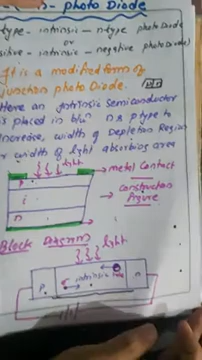 photo Diode
type - intrinsic - n-type photo Diode
or
sitive - intrinsic - negative photo Diode)
It is a modified form of
junction photo Diode.
Here an intrinsic Semiconductor
is placed in b/w n & p type to
increase, width of Depletion Region
or width of light absorbing area
light
metal contact
p
i
n
construction
figure
Block Diagram
light
p
intrinsic
n